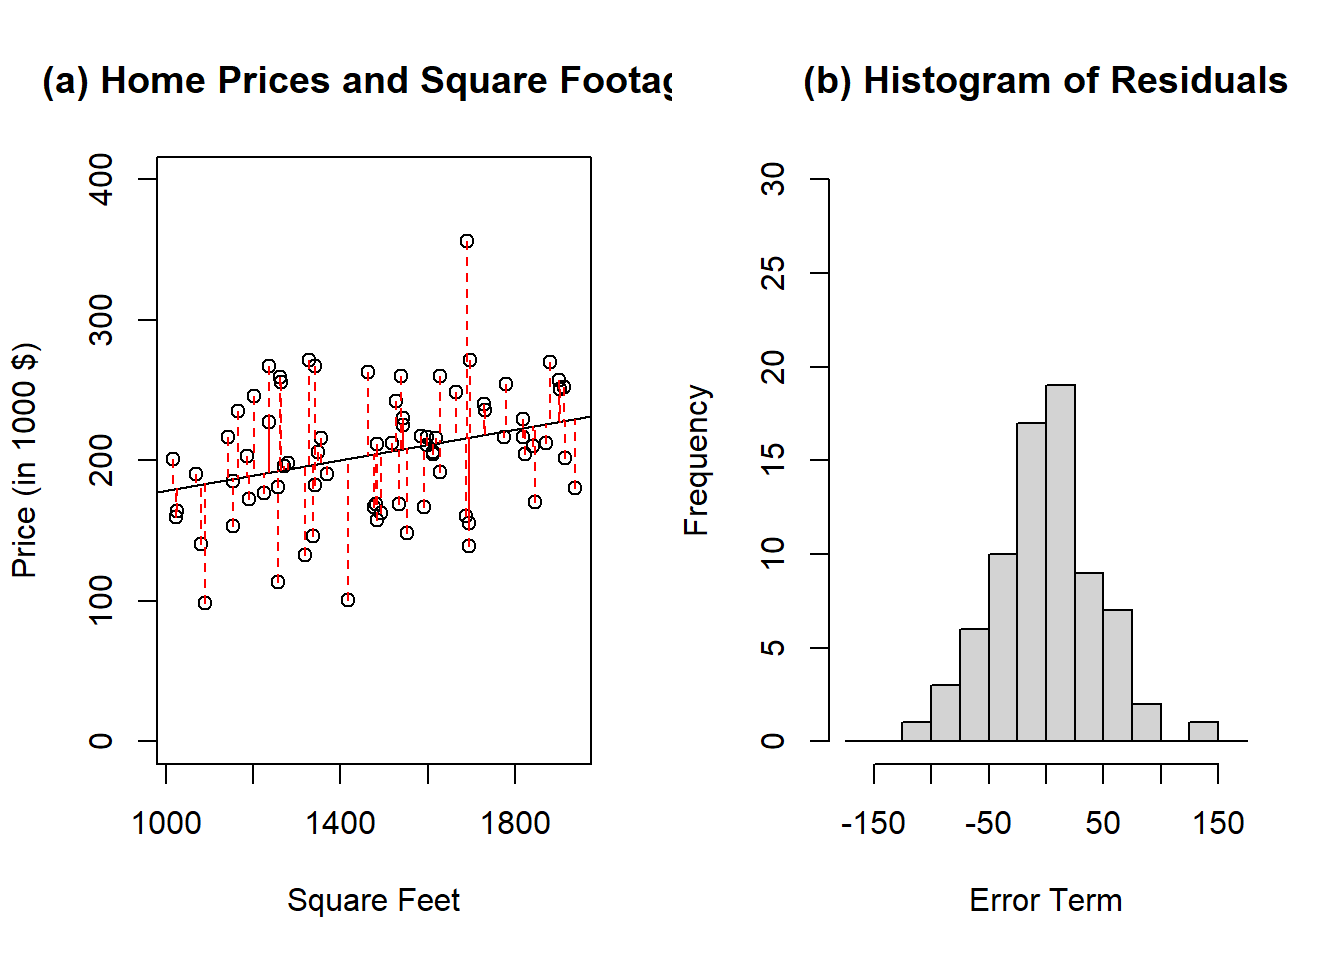 (a) Home Prices and Square Footag
Price (in 1000 $)
400
300
200
100
0
1000 1400 1800
Square Feet
(b) Histogram of Residuals
Frequency
30
25
20
15
10
5
0
-150 -50 50 150
Error Term